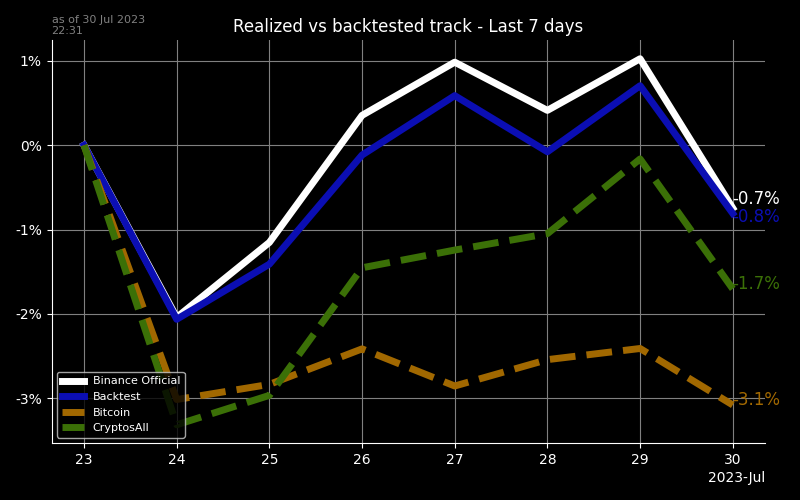 as of 30 Jul 2023
22:31
Realized vs backtested track - Last 7 days
1%
0%
-1%
-2%
-3%
-0.7%
-0.8%
-1.7%
-3.1%
Binance Official
Backtest
Bitcoin
CryptosAll
23 24 25 26 27 28 29 30
2023-Jul